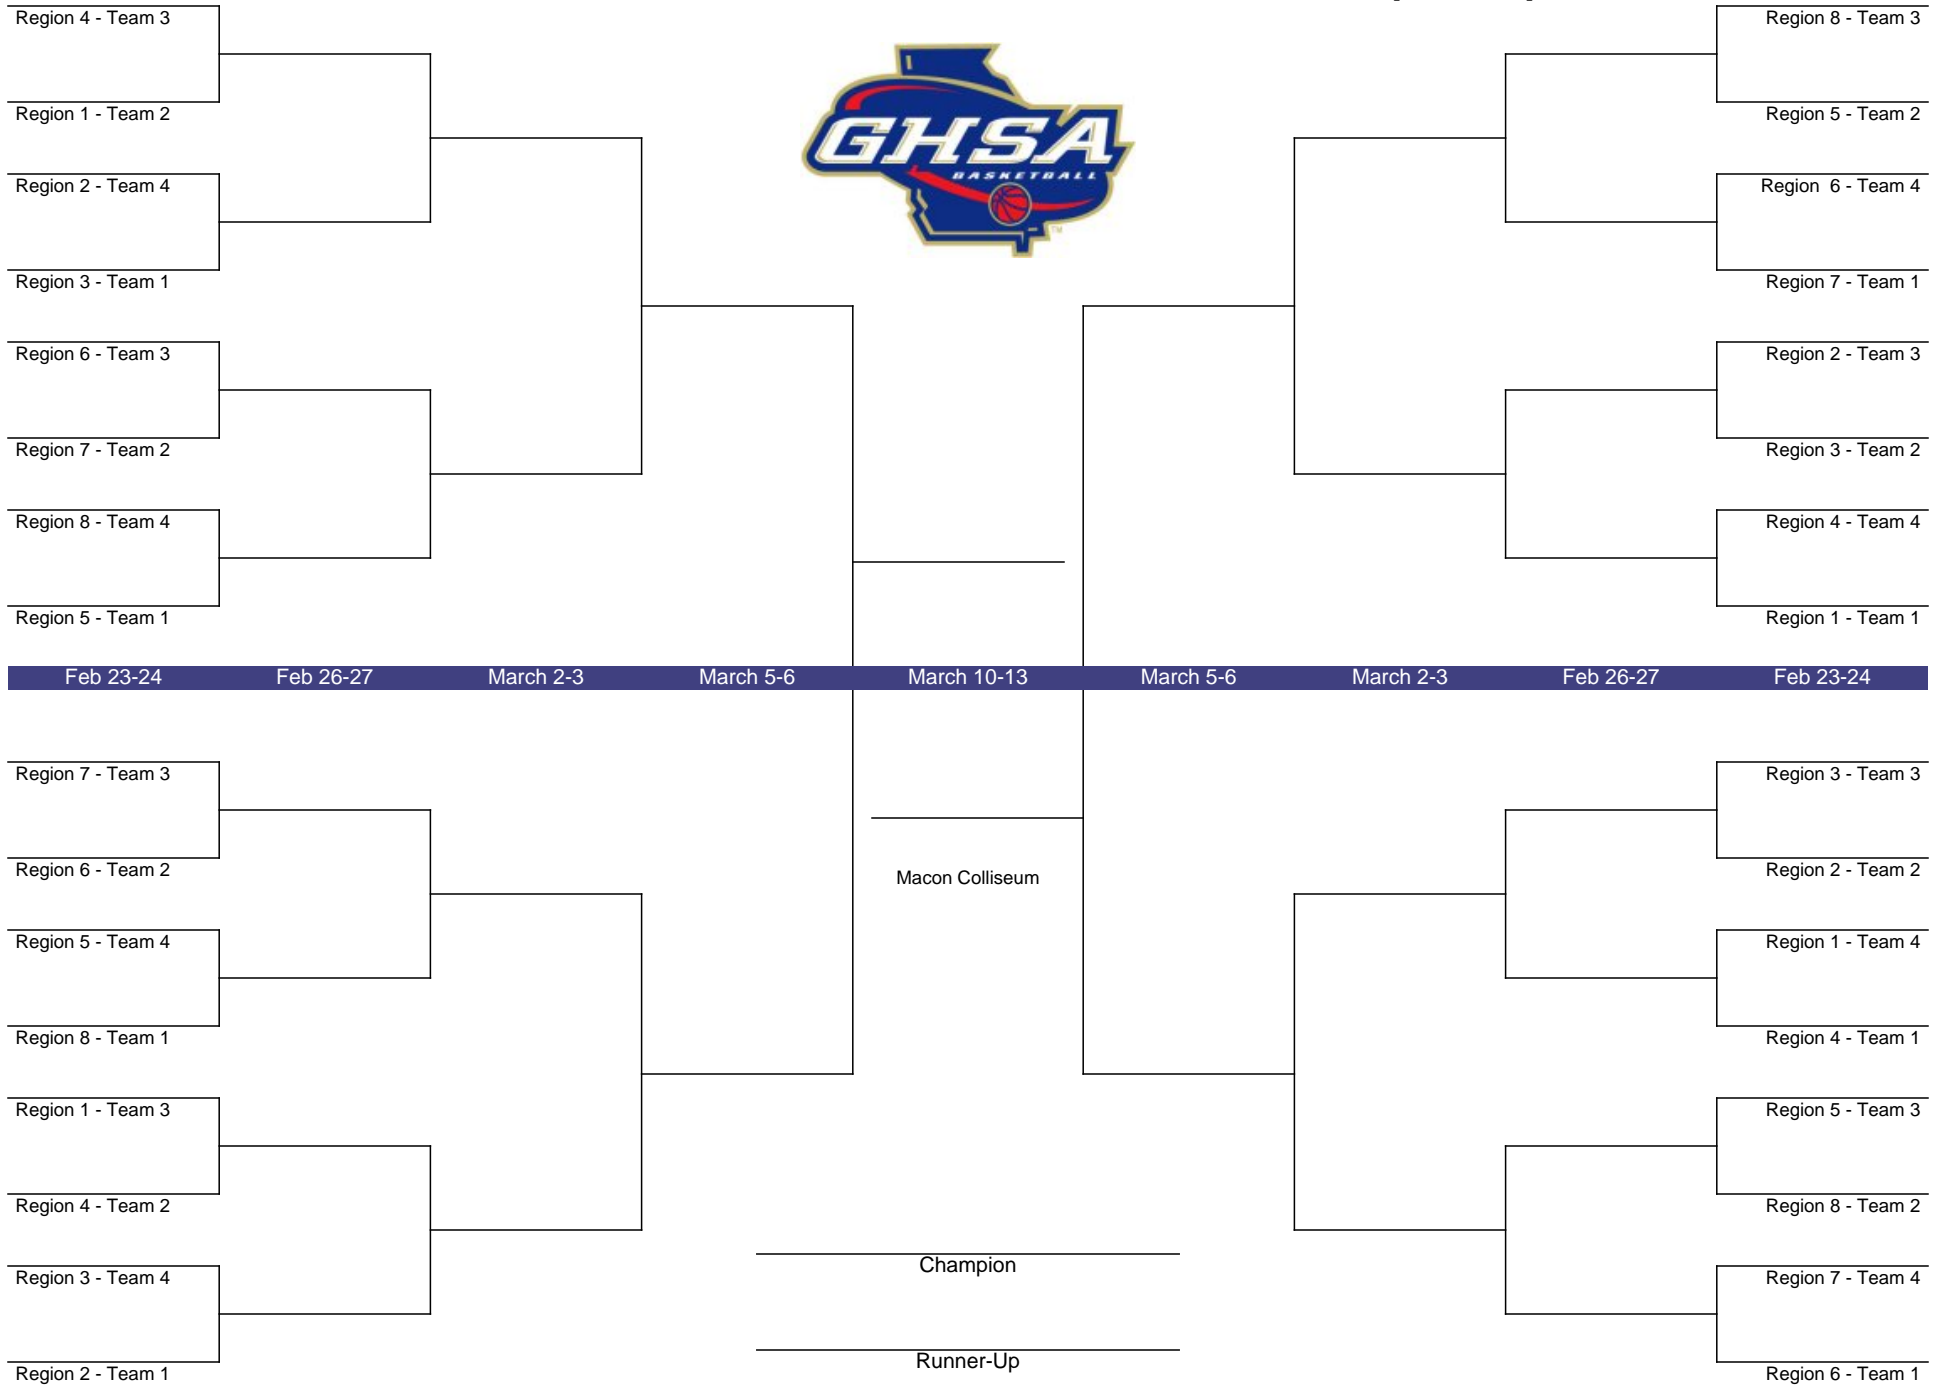 Region 4 - Team 3
Region 1 - Team 2
Region 2 - Team 4
Region 3 - Team 1
Region 6 - Team 3
Region 7 - Team 2
Region 8 - Team 4
Region 5 - Team 1
GHSA
BASKETBALL
TM
Region 8 - Team 3
Region 5 - Team 2
Region  6 - Team 4
Region 7 - Team 1
Region 2 - Team 3
Region 3 - Team 2
Region 4 - Team 4
Region 1 - Team 1
Feb 23-24 Feb 26-27 March 2-3 March 5-6 March 10-13 March 5-6 March 2-3 Feb 26-27 Feb 23-24
Region 7 - Team 3
Region 6 - Team 2
Region 5 - Team 4
Region 8 - Team 1
Region 1 - Team 3
Region 4 - Team 2
Region 3 - Team 4
Region 2 - Team 1
Macon Colliseum
Champion
Runner-Up
Region 3 - Team 3
Region 2 - Team 2
Region 1 - Team 4
Region 4 - Team 1
Region 5 - Team 3
Region 8 - Team 2
Region 7 - Team 4
Region 6 - Team 1